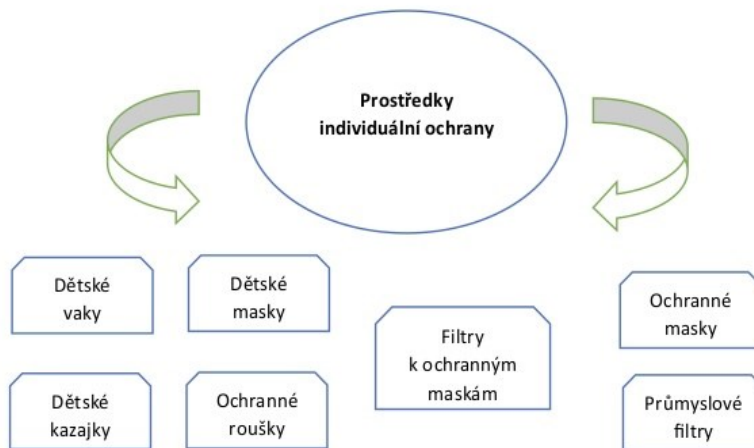 Prostředky
individuální ochrany
Dětské
vaky
Dětské
masky
Filtry
k ochranným
maskám
Ochranné
masky
Dětské
kazajky
Ochranné
roušky
Průmyslové
filtry